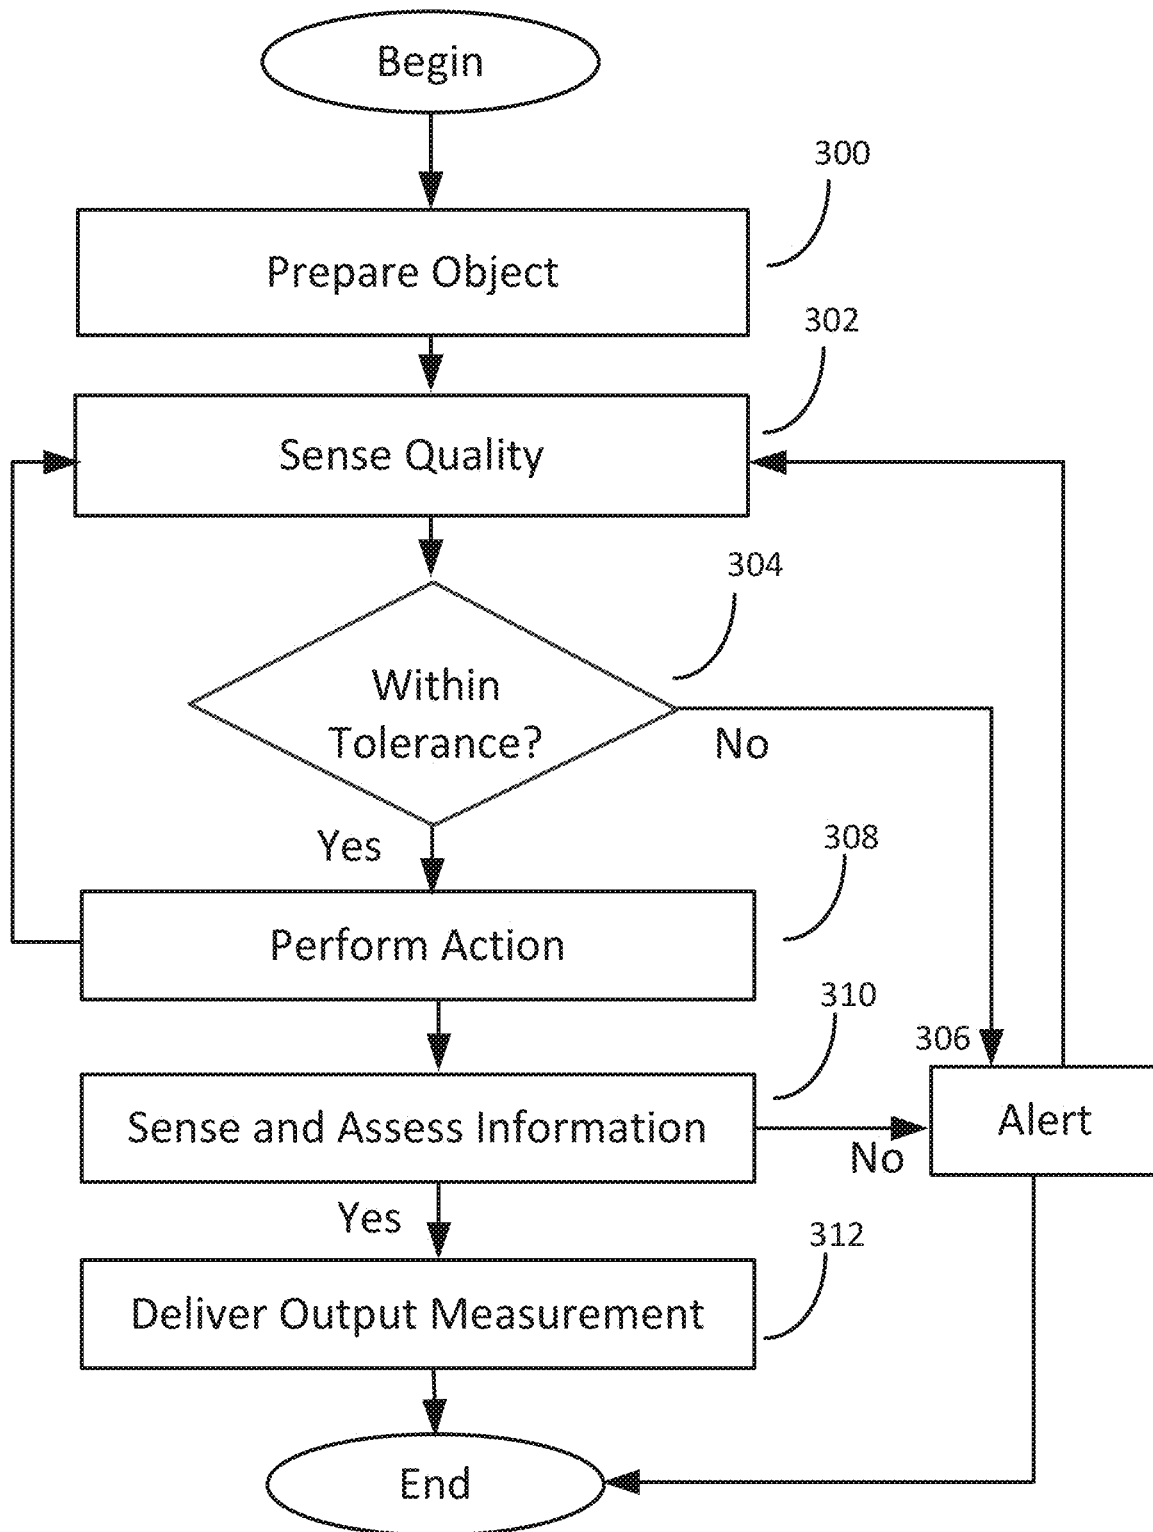 Begin
300
Prepare Object
302
Sense Quality
304
Within
Tolerance?
No
Yes
308
Perform Action
310
306
Sense and Assess Information
Alert
No
Yes
312
Deliver Output Measurement
End